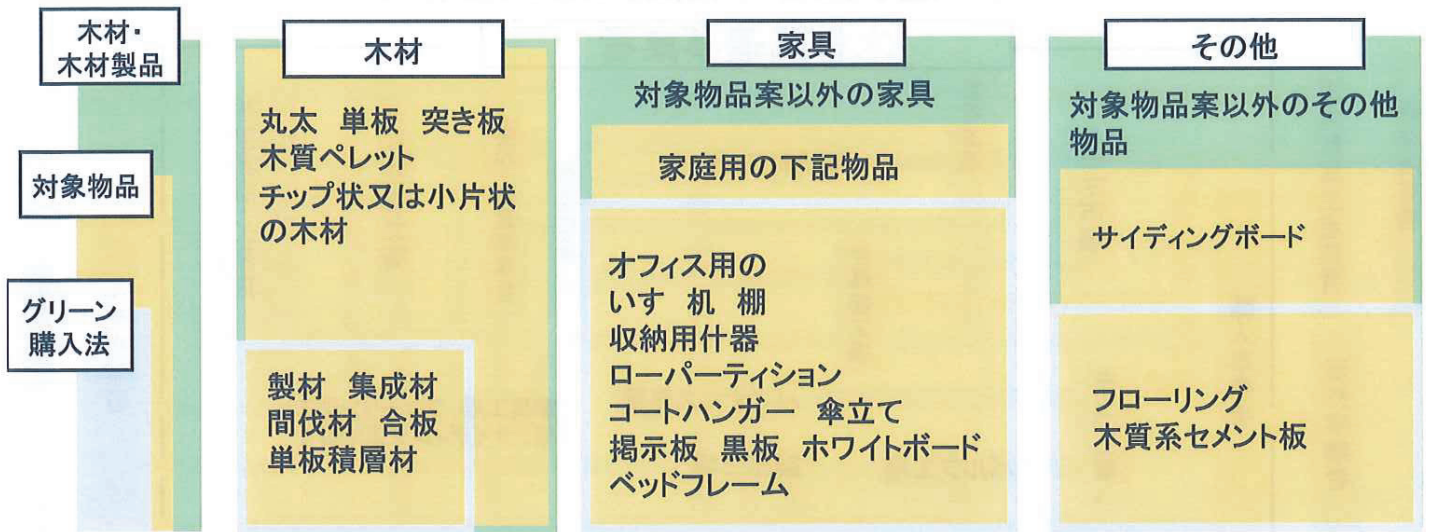 木材・
木材製品
対象物品
グリーン
購入法
木材
丸太 単板 突き板
木質ペレット
チップ状又は小片状
の木材
製材 集成材
間伐材 合板
単板積層材
家具
対象物品案以外の家具
家庭用の下記物品
オフィス用の
いす 机 棚
収納用什器
ローパーティション
コートハンガー 傘立て
掲示板 黒板 ホワイトボード
ベッドフレーム
その他
対象物品案以外のその他
物品
サイディングボード
フローリング
木質系セメント板